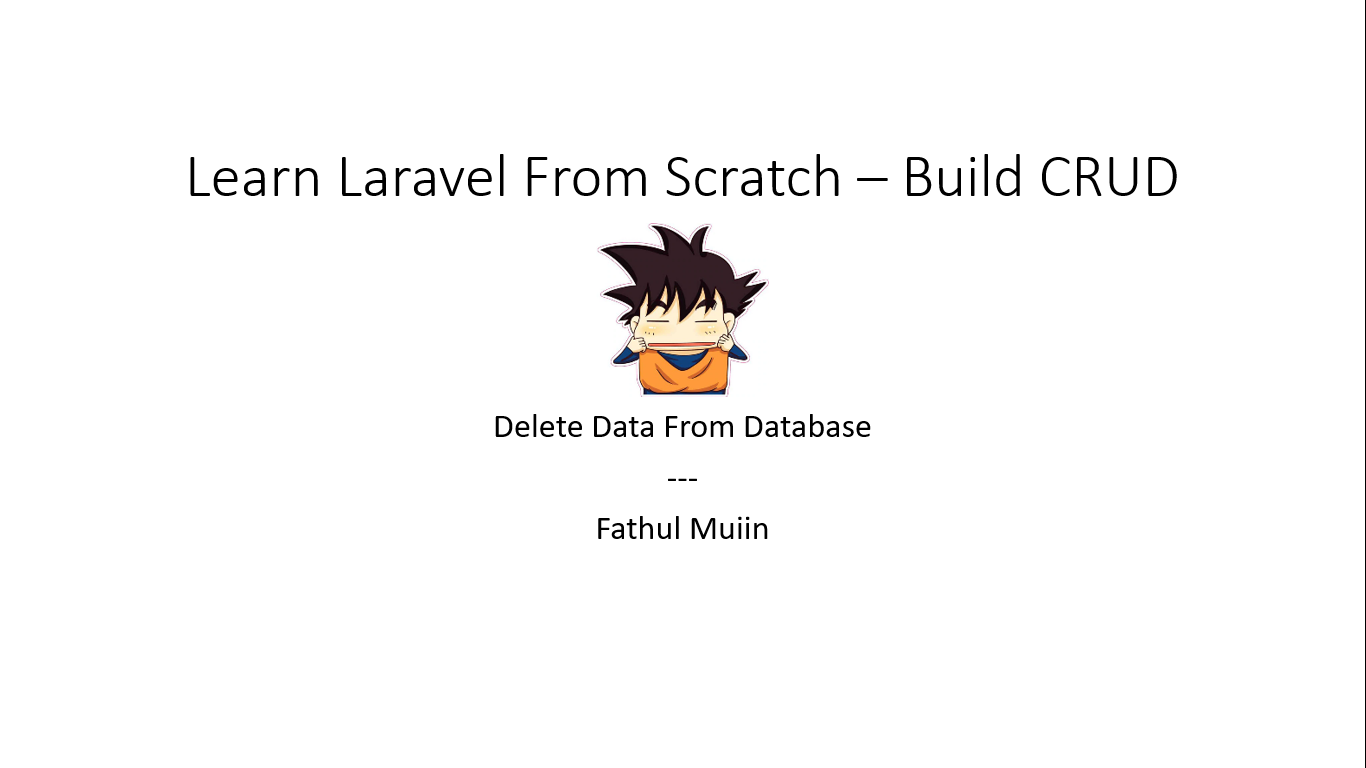 Learn Laravel From Scratch – Build CRUD
Delete Data From Database
---
Fathul Muiin